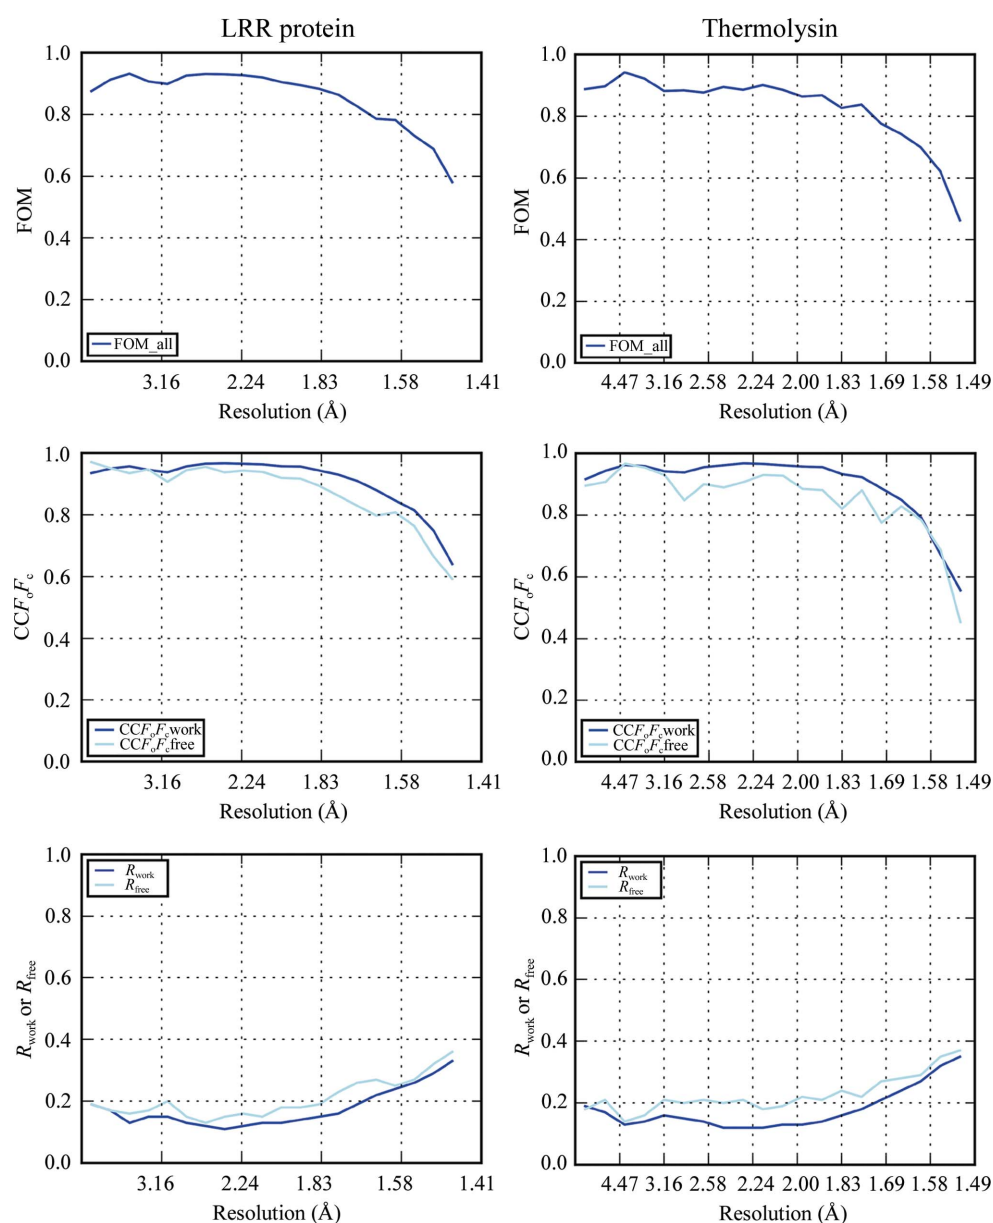 LRR protein
1.0
0.8
0.6
0.4
0.2
0.0
FOM
FOM_all
3.16 2.24 1.83 1.58 1.41
Resolution (Å)
Thermolysin
1.0
0.8
0.6
0.4
0.2
0.0
FOM
FOM_all
4.47 3.16 2.58 2.24 2.00 1.83 1.69 1.58 1.49
Resolution (Å)
1.0
0.8
0.6
0.4
0.2
0.0
CCFoFc
CCFoFcwork
CCFoFcfree
3.16 2.24 1.83 1.58 1.41
Resolution (Å)
1.0
0.8
0.6
0.4
0.2
0.0
CCFoFc
CCFoFcwork
CCFoFcfree
4.47 3.16 2.58 2.24 2.00 1.83 1.69 1.58 1.49
Resolution (Å)
1.0
0.8
0.6
0.4
0.2
0.0
Rwork or Rfree
Rwork
Rfree
3.16 2.24 1.83 1.58 1.41
Resolution (Å)
1.0
0.8
0.6
0.4
0.2
0.0
Rwork or Rfree
Rwork
Rfree
4.47 3.16 2.58 2.24 2.00 1.83 1.69 1.58 1.49
Resolution (Å)